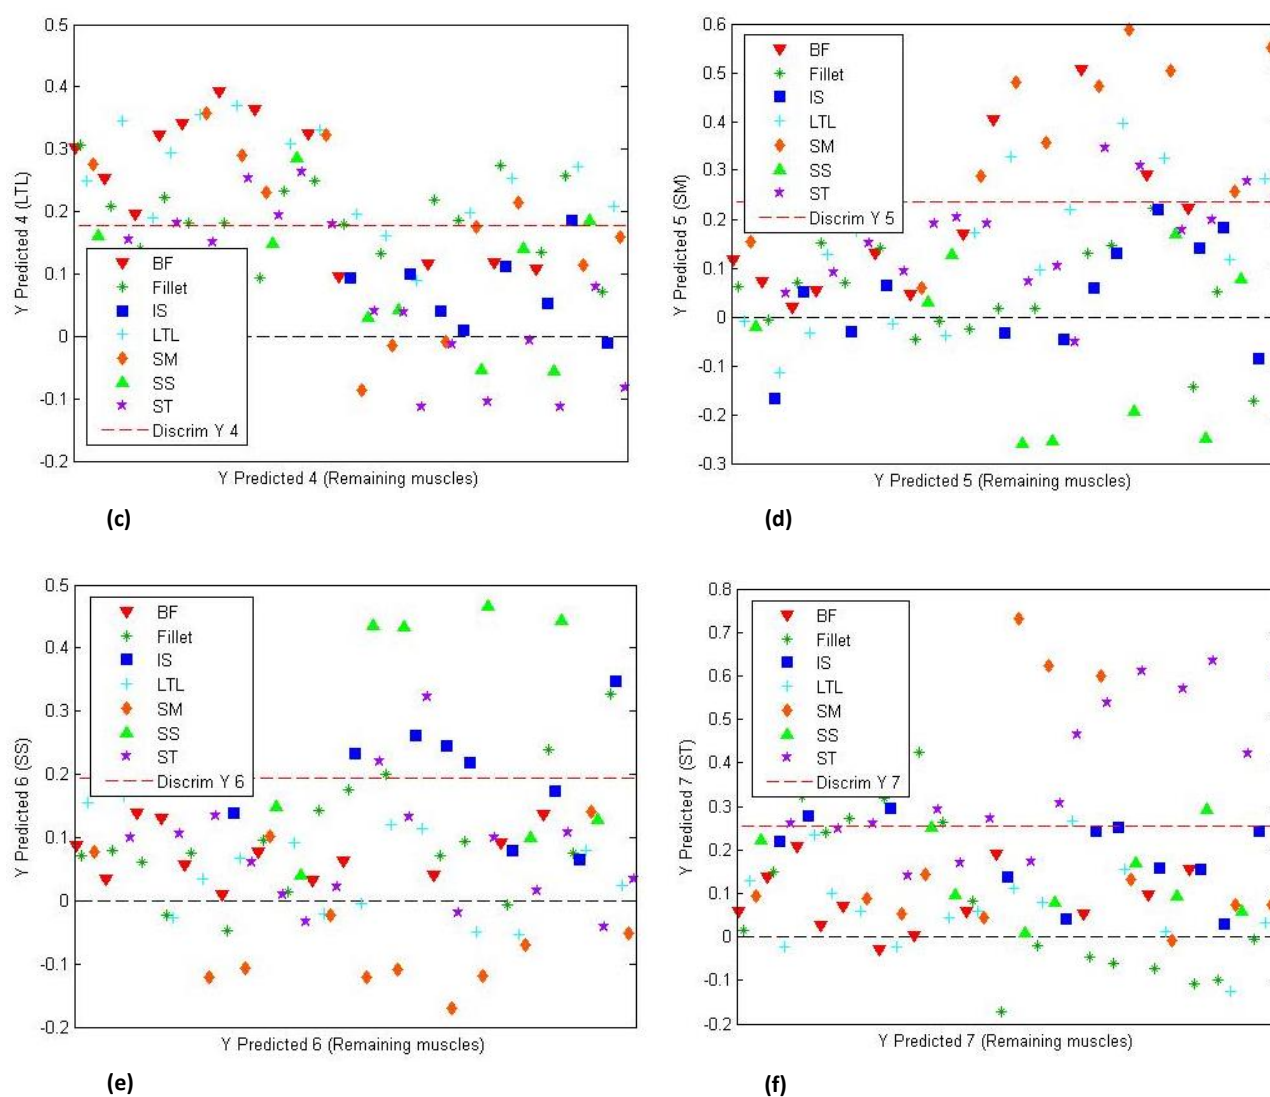 0.5
0.4
0.3
0.2
0.1
0
-0.1
-0.2
Y Predicted 4 (LTL)
BF
Fillet
IS
LTL
SM
SS
ST
Discrim Y 4
Y Predicted 4 (Remaining muscles)
(c)
0.6
0.5
0.4
0.3
0.2
0.1
0
-0.1
-0.2
-0.3
Y Predicted 5 (SM)
BF
Fillet
IS
LTL
SM
SS
ST
Discrim Y 5
Y Predicted 5 (Remaining muscles)
(d)
0.5
0.4
0.3
0.2
0.1
0
-0.1
-0.2
Y Predicted 6 (SS)
BF
Fillet
IS
LTL
SM
SS
ST
Discrim Y 6
Y Predicted 6 (Remaining muscles)
(e)
0.8
0.7
0.6
0.5
0.4
0.3
0.2
0.1
0
-0.1
-0.2
Y Predicted 7 (ST)
BF
Fillet
IS
LTL
SM
SS
ST
Discrim Y 7
Y Predicted 7 (Remaining muscles)
(f)